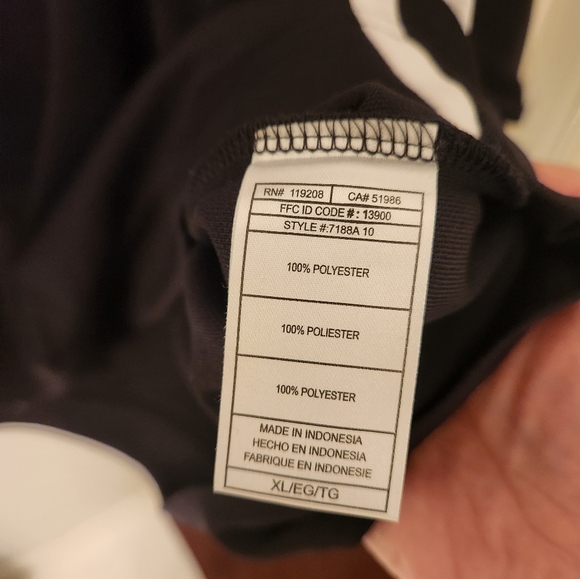 RN# 119208 CA# 51986
FFC ID CODE #: 13900
STYLE #:7188A 10
100% POLYESTER
100% POLIESTER
100% POLYESTER
MADE IN INDONESIA
HECHO EN INDONESIA
FABRIQUE EN INDONESIE
XL/EG/TG